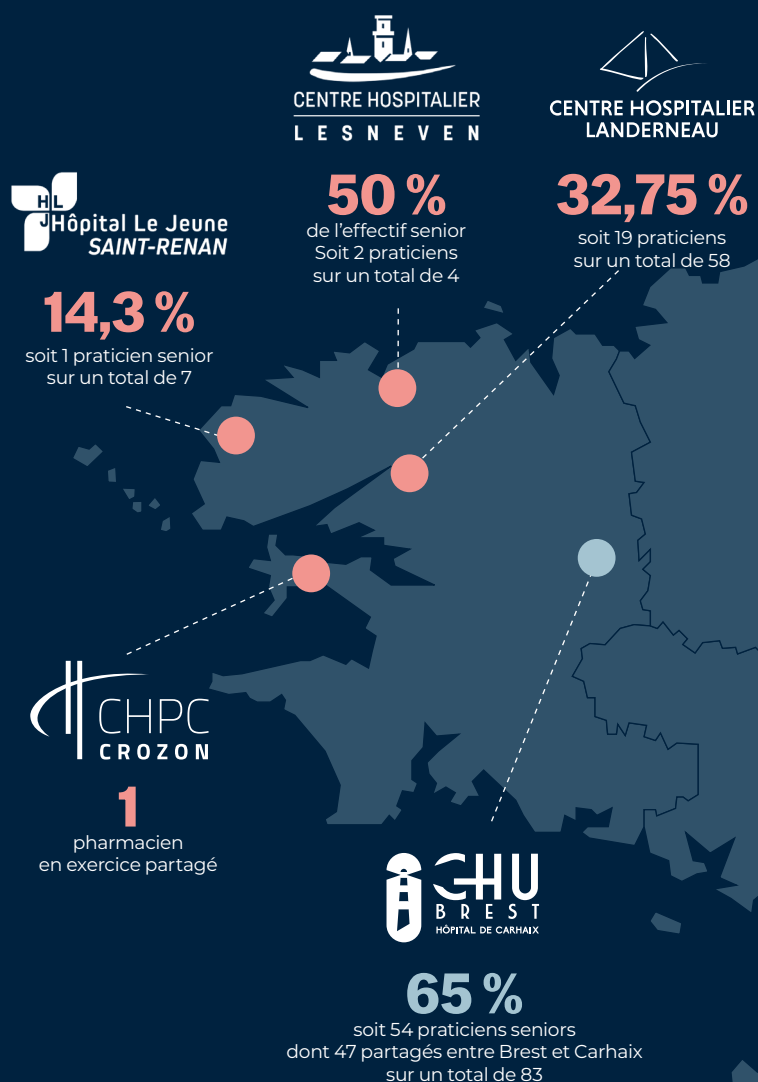 CENTRE HOSPITALIER
LESNEVEN
50 %
de l'effectif senior
Soit 2 praticiens
sur un total de 4
CENTRE HOSPITALIER
LANDERNEAU
32,75 %
soit 19 praticiens
sur un total de 58
HLJ
Hôpital Le Jeune
SAINT-RENAN
14,3 %
soit 1 praticien senior
sur un total de 7
CHPC
CROZON
1
pharmacien
en exercice partagé
CHU
BREST
HÔPITAL DE CARHAIX
65 %
soit 54 praticiens seniors
dont 47 partagés entre Brest et Carhaix
sur un total de 83